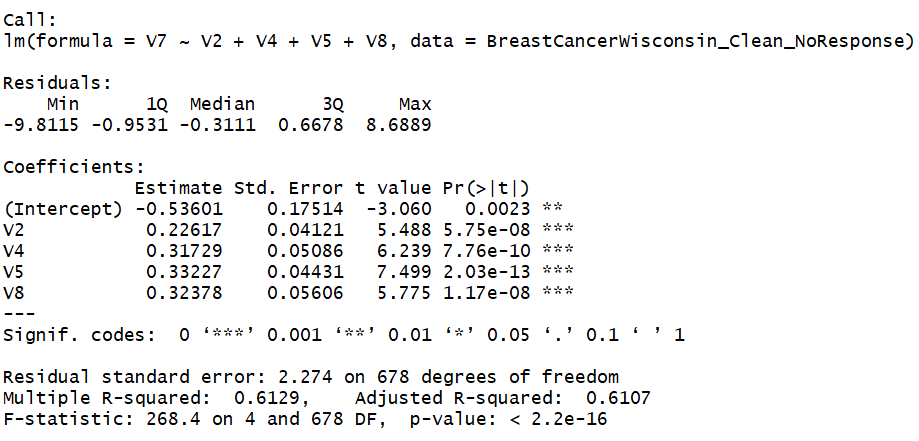 Call:
lm(formula = V7 ~ V2 + V4 + V5 + V8, data = BreastCancerWisconsin_Clean_NoResponse)
Residuals:
    Min      1Q  Median      3Q     Max
-9.8115 -0.9531 -0.3111  0.6678  8.6889
Coefficients:
            Estimate Std. Error t value Pr(>|t|)
(Intercept) -0.53601    0.17514  -3.060   0.0023 **
V2           0.22617    0.04121   5.488 5.75e-08 ***
V4           0.31729    0.05086   6.239 7.76e-10 ***
V5           0.33227    0.04431   7.499 2.03e-13 ***
V8           0.32378    0.05606   5.775 1.17e-08 ***
---
Signif. codes:  0 ‘***’ 0.001 ‘**’ 0.01 ‘*’ 0.05 ‘.’ 0.1 ‘ ’ 1
Residual standard error: 2.274 on 678 degrees of freedom
Multiple R-squared:  0.6129,    Adjusted R-squared:  0.6107
F-statistic: 268.4 on 4 and 678 DF,  p-value: < 2.2e-16